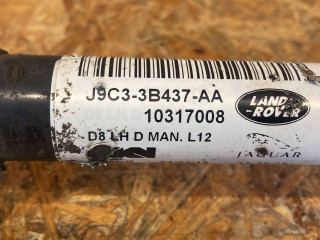 J9C3-3B437-AA
LAND
ROVER
10317008
D8 LH D MAN. L12
JAGUAR